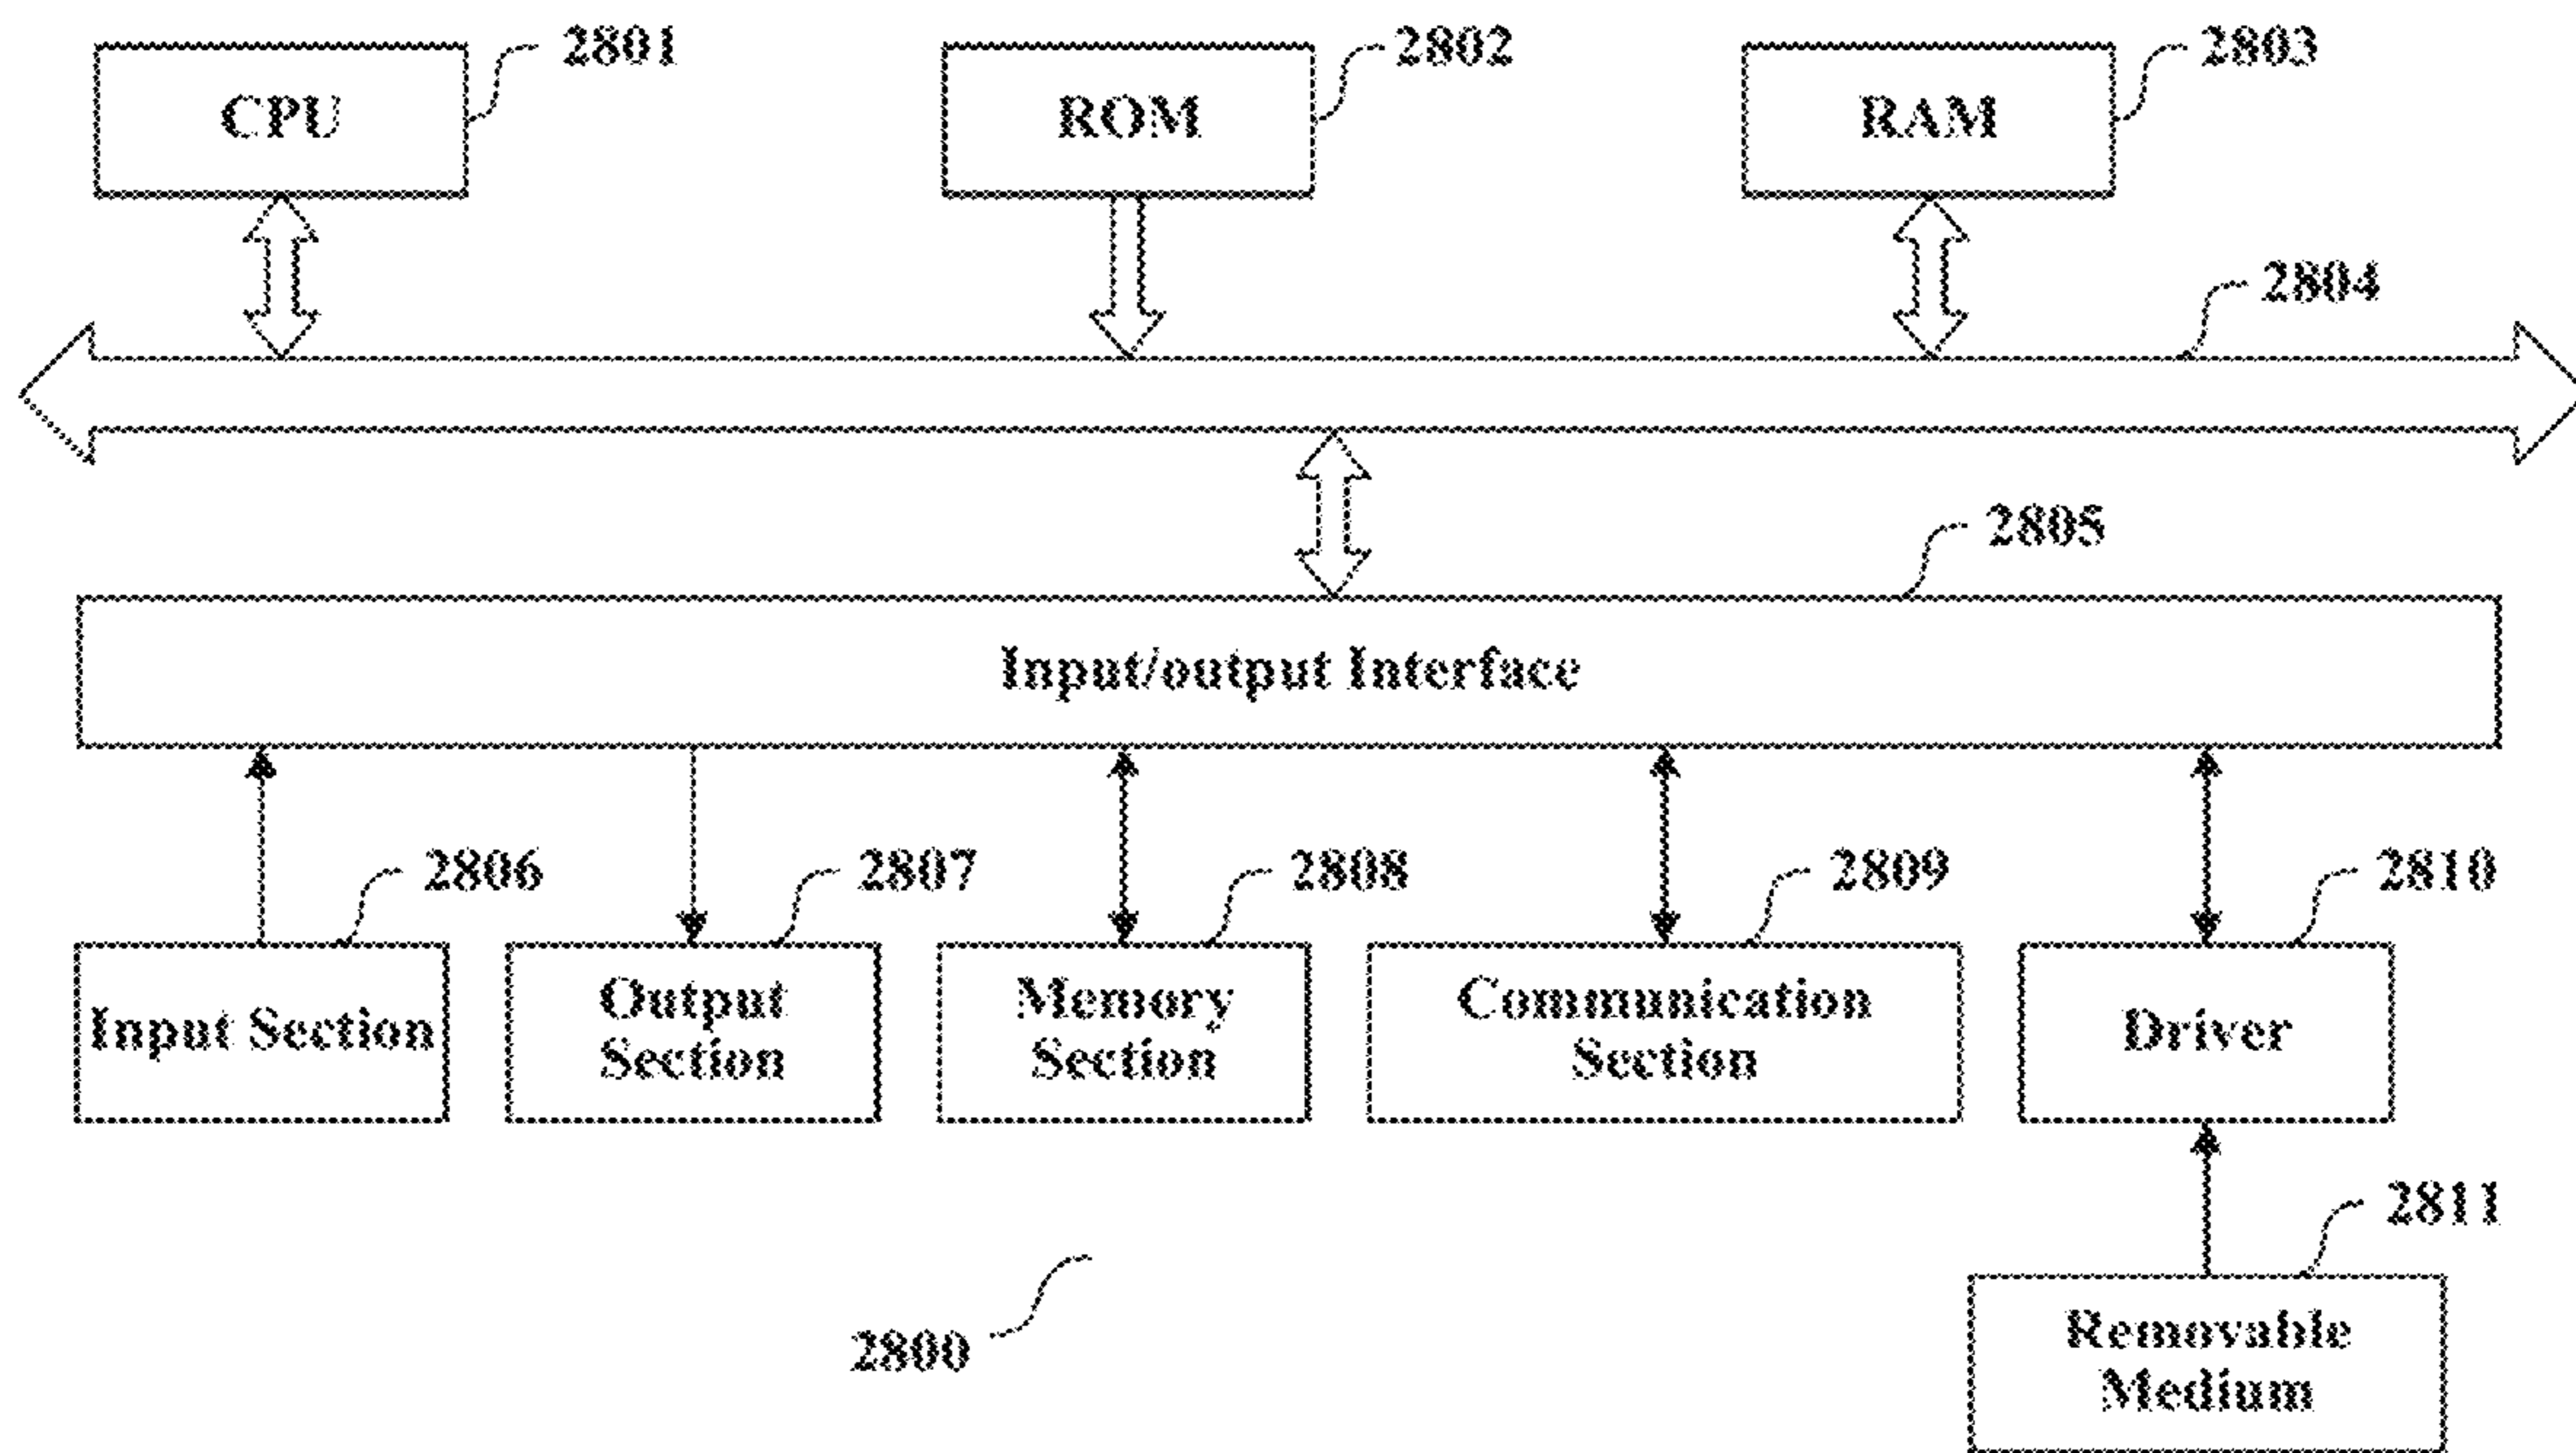 CPU
2801
ROM
2802
RAM
2803
2804
2805
Input/output Interface
2806
2807
2808
2809
2810
Input Section
Output
Section
Memory
Section
Communication
Section
Driver
2811
2800
Removable
Medium